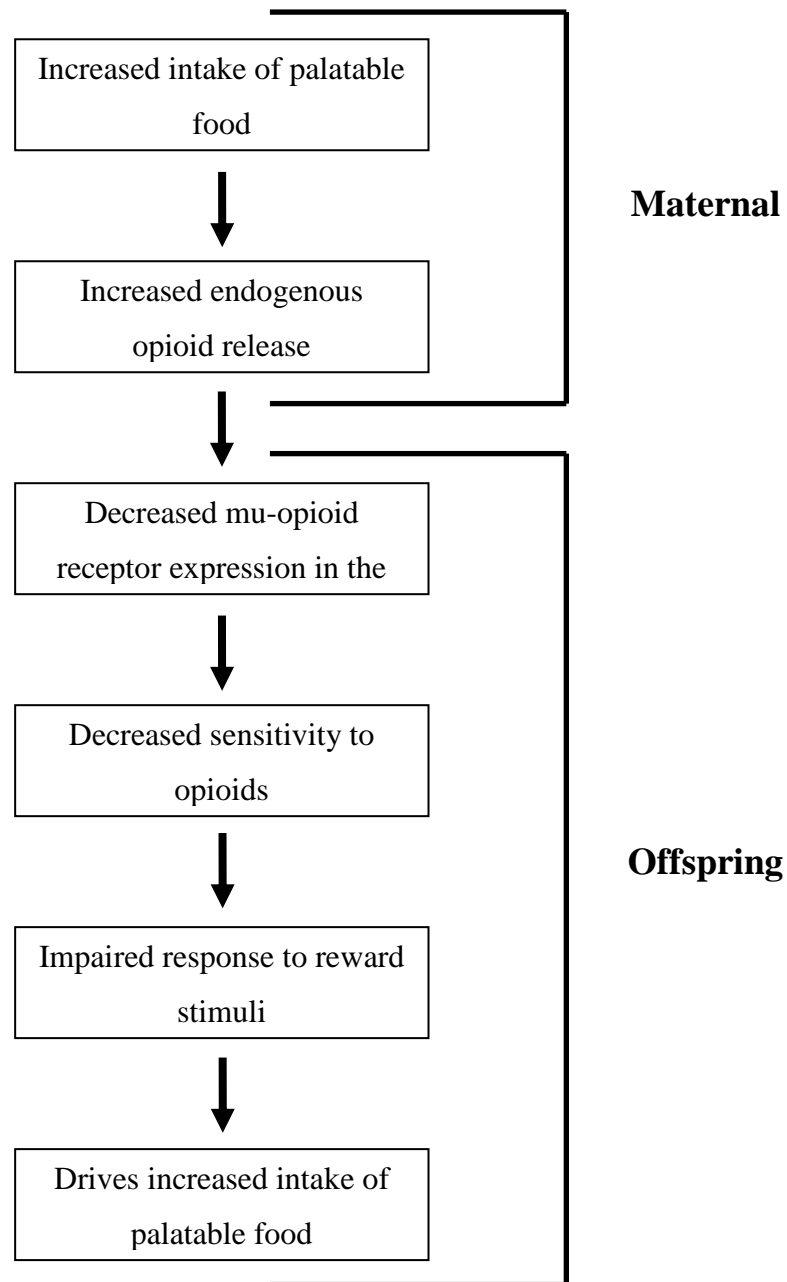 Increased intake of palatable
food
Maternal
Increased endogenous
opioid release
Decreased mu-opioid
receptor expression in the
Decreased sensitivity to
opioids
Offspring
Impaired response to reward
stimuli
Drives increased intake of
palatable food